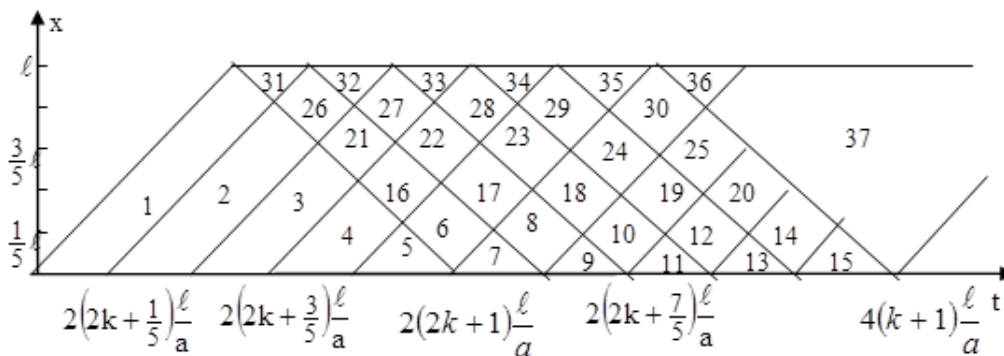 x
ℓ
31 32 33 34 35 36
26 27 28 29 30
21 22 23 24 25 37
3/5 ℓ
1 2 3 16 17 18 19 20
1/5 ℓ
4 5 6 8 10 12 14
7 9 11 13 15
t
2(2k + 1/5) ℓ/a 2(2k + 3/5) ℓ/a 2(2k + 1) ℓ/a 2(2k + 7/5) ℓ/a 4(k + 1) ℓ/a